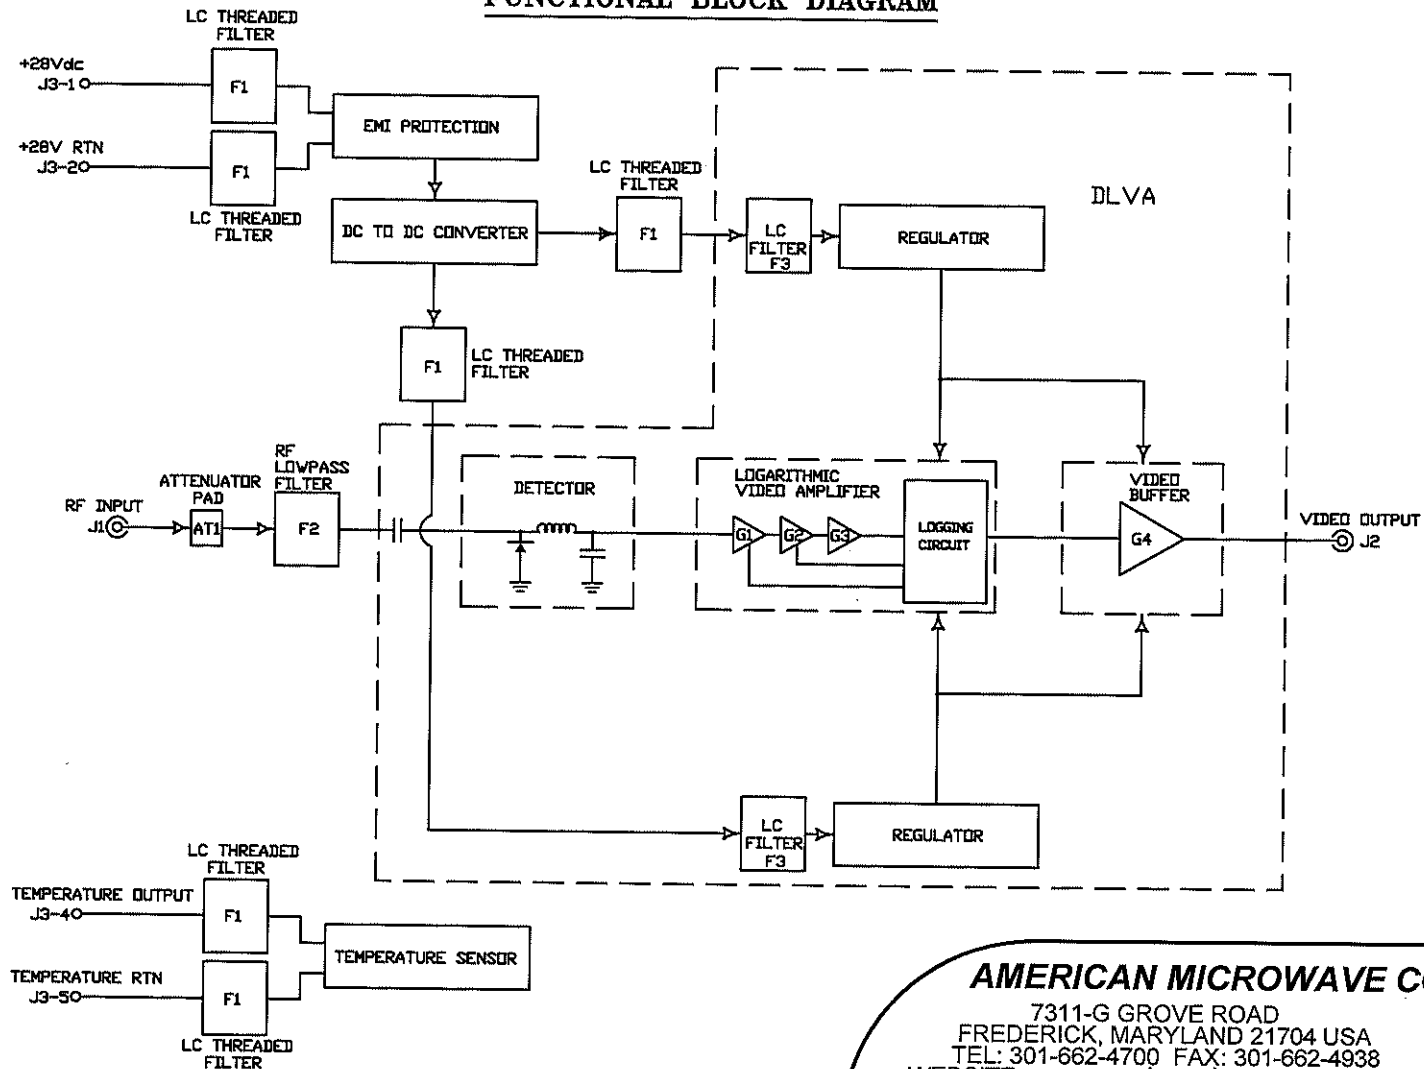 FUNCTIONAL BLOCK DIAGRAM
LC THREADED
FILTER
+28Vdc
J3-1
F1
EMI PROTECTION
+28V RTN
J3-2
F1
LC THREADED
FILTER
DC TO DC CONVERTER
LC THREADED
FILTER
F1
LC
FILTER
F3
REGULATOR
DLVA
F1
LC THREADED
FILTER
RF INPUT
J1
ATTENUATOR
PAD
AT1
RF
LOWPASS
FILTER
F2
DETECTOR
LOGARITHMIC
VIDEO AMPLIFIER
G1
G2
G3
LOGGING
CIRCUIT
VIDEO
BUFFER
G4
VIDEO OUTPUT
J2
LC
FILTER
F3
REGULATOR
LC THREADED
FILTER
TEMPERATURE OUTPUT
J3-4
F1
TEMPERATURE SENSOR
TEMPERATURE RTN
J3-5
F1
LC THREADED
FILTER
AMERICAN MICROWAVE
7311-G GROVE ROAD
FREDERICK, MARYLAND 21704 USA
TEL: 301-662-4700 FAX: 301-662-4938